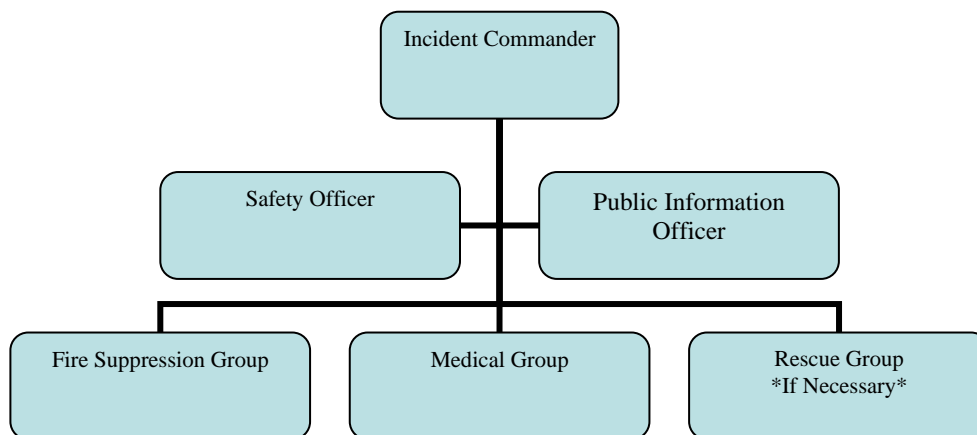 Incident Commander
Safety Officer
Public Information
Officer
Fire Suppression Group
Medical Group
Rescue Group
*If Necessary*